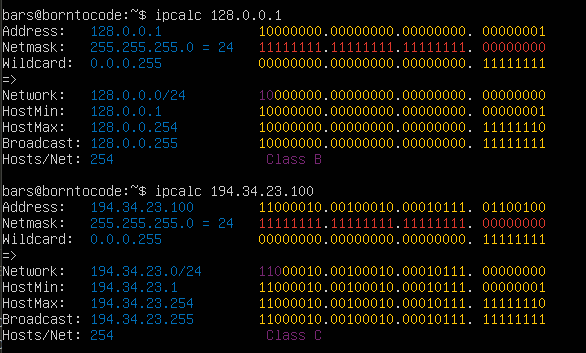 bars@borntocode:~$ ipcalc 128.0.0.1
Address:   128.0.0.1            10000000.00000000.00000000. 00000001
Netmask:   255.255.255.0 = 24   11111111.11111111.11111111. 00000000
Wildcard:  0.0.0.255            00000000.00000000.00000000. 11111111
=>
Network:   128.0.0.0/24         10000000.00000000.00000000. 00000000
HostMin:   128.0.0.1            10000000.00000000.00000000. 00000001
HostMax:   128.0.0.254          10000000.00000000.00000000. 11111110
Broadcast: 128.0.0.255          10000000.00000000.00000000. 11111111
Hosts/Net: 254                   Class B
bars@borntocode:~$ ipcalc 194.34.23.100
Address:   194.34.23.100        11000010.00100010.00010111. 01100100
Netmask:   255.255.255.0 = 24   11111111.11111111.11111111. 00000000
Wildcard:  0.0.0.255            00000000.00000000.00000000. 11111111
=>
Network:   194.34.23.0/24       11000010.00100010.00010111. 00000000
HostMin:   194.34.23.1          11000010.00100010.00010111. 00000001
HostMax:   194.34.23.254        11000010.00100010.00010111. 11111110
Broadcast: 194.34.23.255        11000010.00100010.00010111. 11111111
Hosts/Net: 254                   Class C